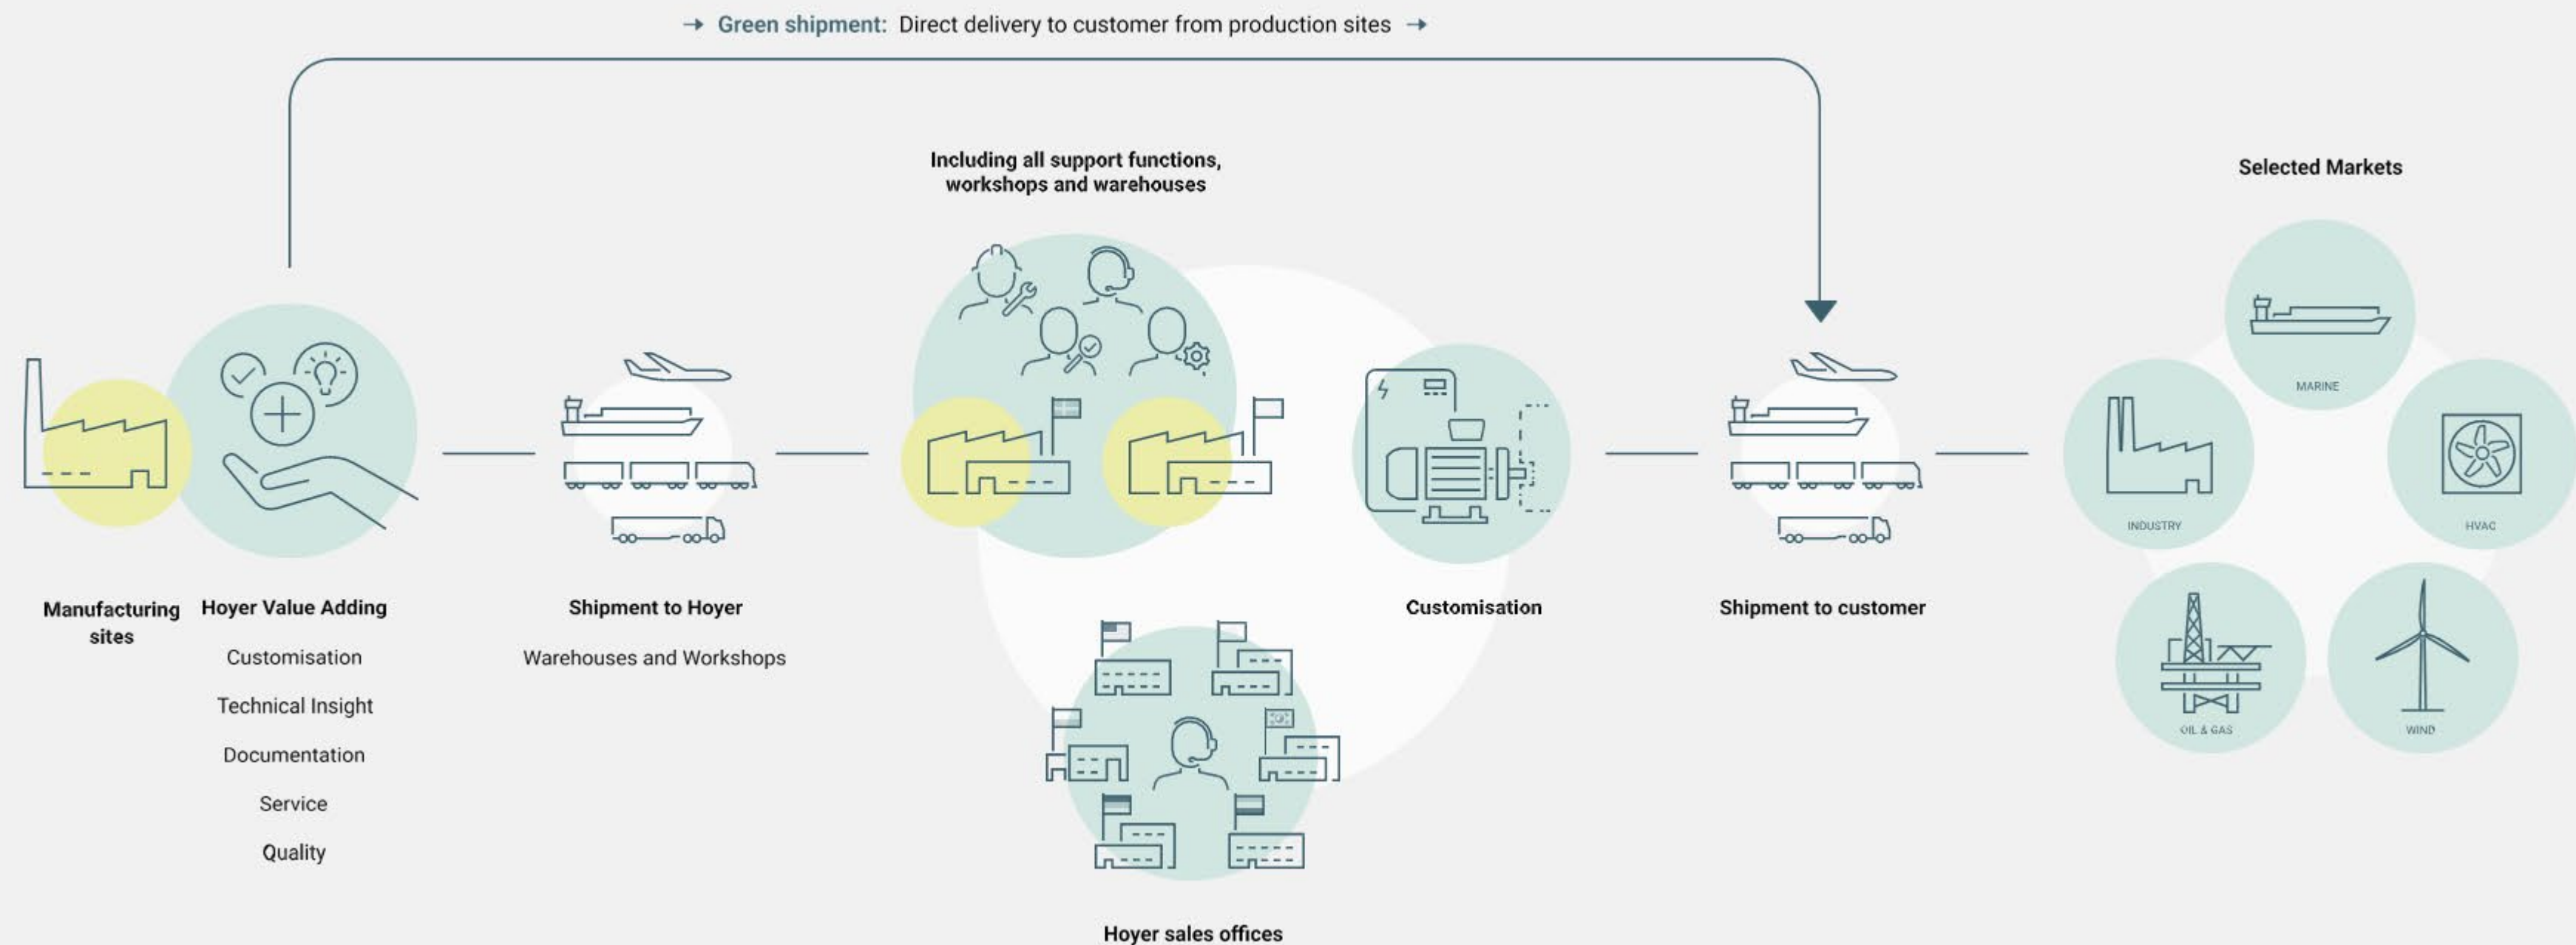 → Green shipment: Direct delivery to customer from production sites →
Including all support functions,
workshops and warehouses
Selected Markets
MARINE
INDUSTRY
HVAC
OIL & GAS
WIND
Manufacturing
sites
Hoyer Value Adding
Customisation
Technical Insight
Documentation
Service
Quality
Shipment to Hoyer
Warehouses and Workshops
Customisation
Shipment to customer
Hoyer sales offices